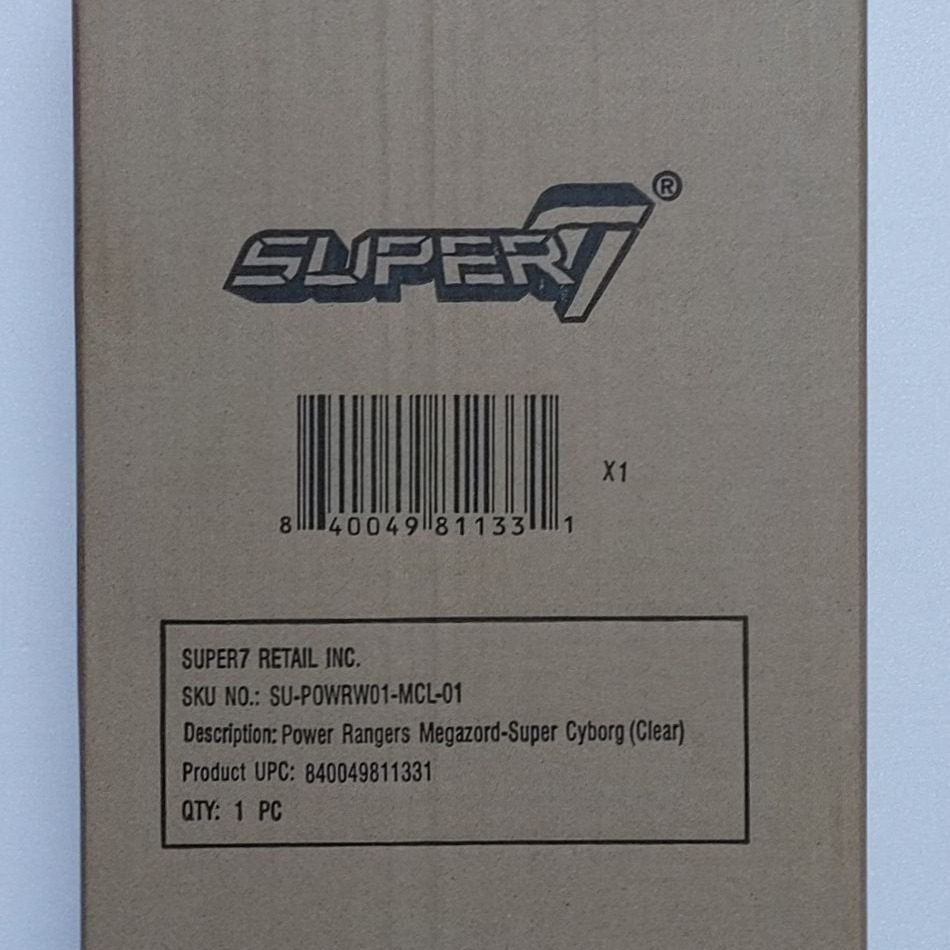 SUPER7®
X1
8 40049 81133 1
SUPER7 RETAIL INC.
SKU NO.: SU-POWRW01-MCL-01
Description: Power Rangers Megazord-Super Cyborg (Clear)
Product UPC: 840049811331
QTY: 1 PC